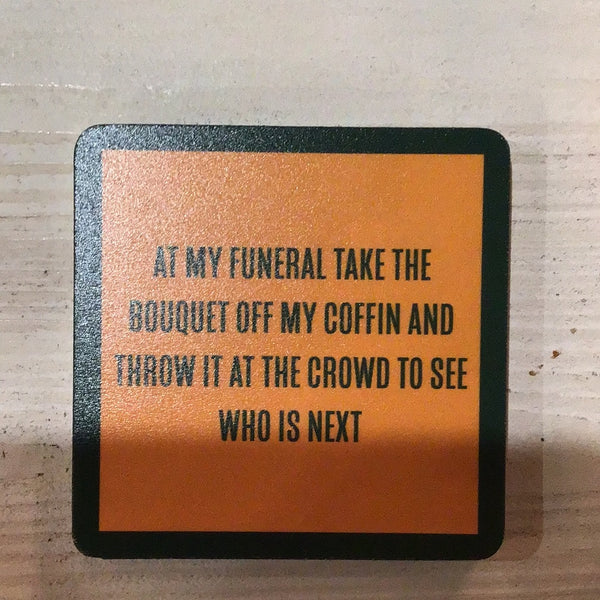 AT MY FUNERAL TAKE THE
BOUQUET OFF MY COFFIN AND
THROW IT AT THE CROWD TO SEE
WHO IS NEXT